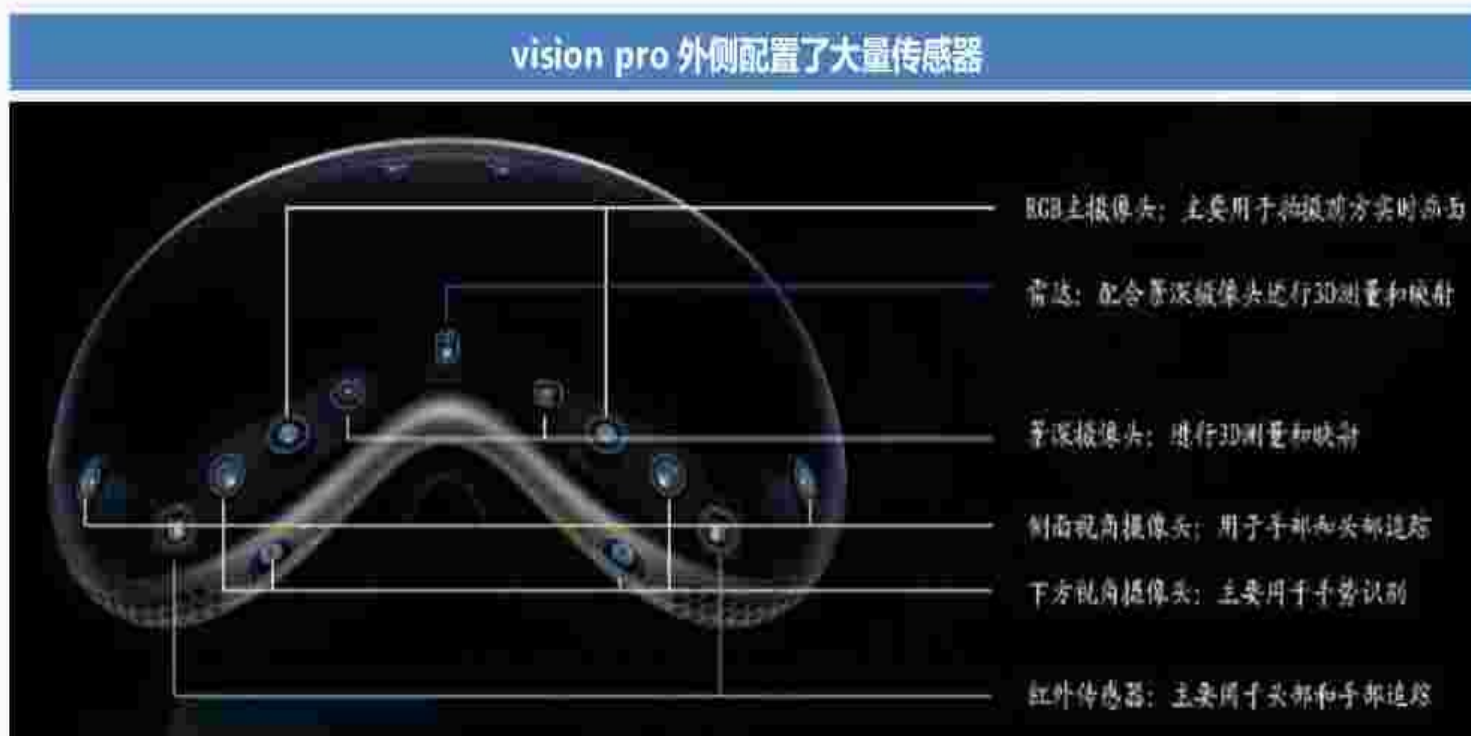 vision pro 外侧配置了大量传感器
RGB主摄像头：主要用于拍摄前方实时画面
雷达：配合景深摄像头进行3D测量和映射
景深摄像头：进行3D测量和映射
侧面视角摄像头：用于手部和头部追踪
下方视角摄像头：主要用于手势识别
红外传感器：主要用于头部和手部追踪